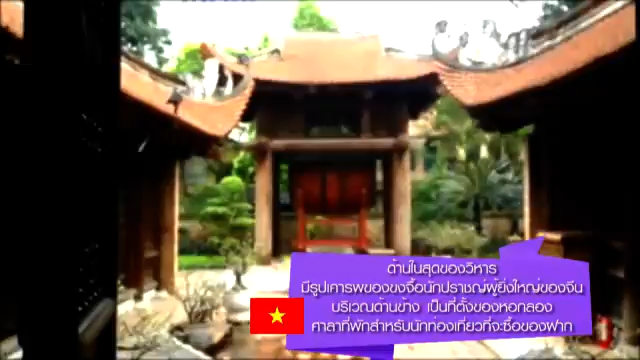 ด้านในสุดของวิหาร
มีรูปเคารพของขงจื๊อนักปราชญ์ผู้ยิ่งใหญ่ของจีน
บริเวณด้านข้าง เป็นที่ตั้งของหอกลอง
ศาลาที่พักสำหรับนักท่องเที่ยวที่จะซื้อของฝาก